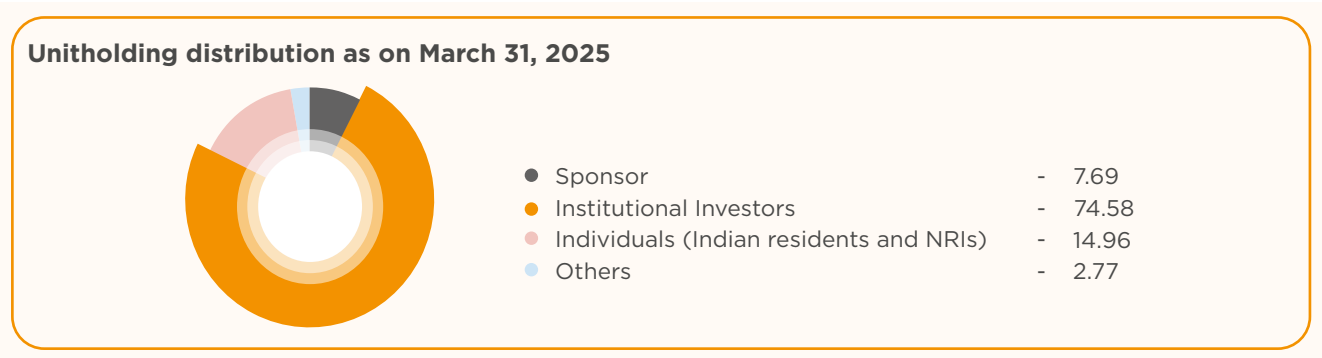 Unitholding distribution as on March 31, 2025
Sponsor - 7.69
Institutional Investors - 74.58
Individuals (Indian residents and NRIs) - 14.96
Others - 2.77